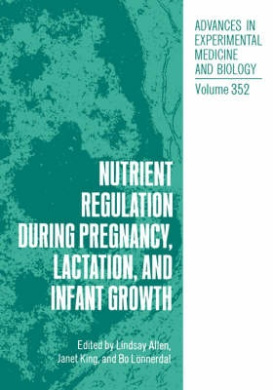 ADVANCES IN
EXPERIMENTAL
MEDICINE
AND BIOLOGY
Volume 352
NUTRIENT
REGULATION
DURING PREGNANCY,
LACTATION, AND
INFANT GROWTH
Edited by Lindsay Allen,
Janet King, and Bo Lönnerdal